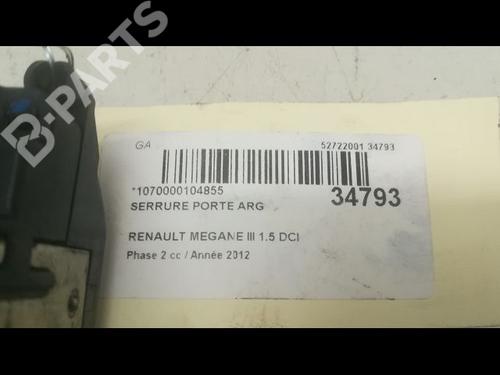 B-PARTS
GA
52722001 34793
*1070000104855
34793
SERRURE PORTE ARG
RENAULT MEGANE III 1.5 DCI
Phase 2 cc / Année 2012